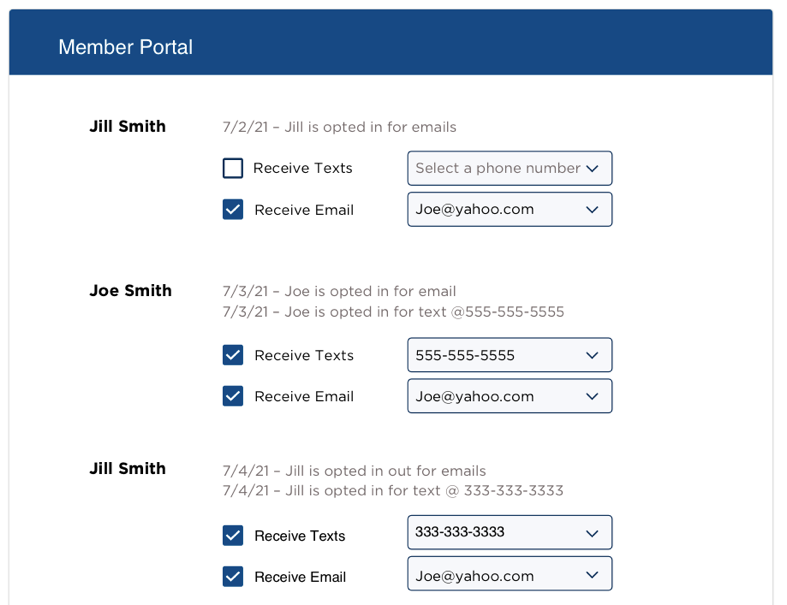 Member Portal
Jill Smith
7/2/21 – Jill is opted in for emails
Receive Texts
Select a phone number
Receive Email
Joe@yahoo.com
Joe Smith
7/3/21 – Joe is opted in for email
7/3/21 – Joe is opted in for text @555-555-5555
Receive Texts
555-555-5555
Receive Email
Joe@yahoo.com
Jill Smith
7/4/21 – Jill is opted in out for emails
7/4/21 – Jill is opted in for text @ 333-333-3333
Receive Texts
333-333-3333
Receive Email
Joe@yahoo.com